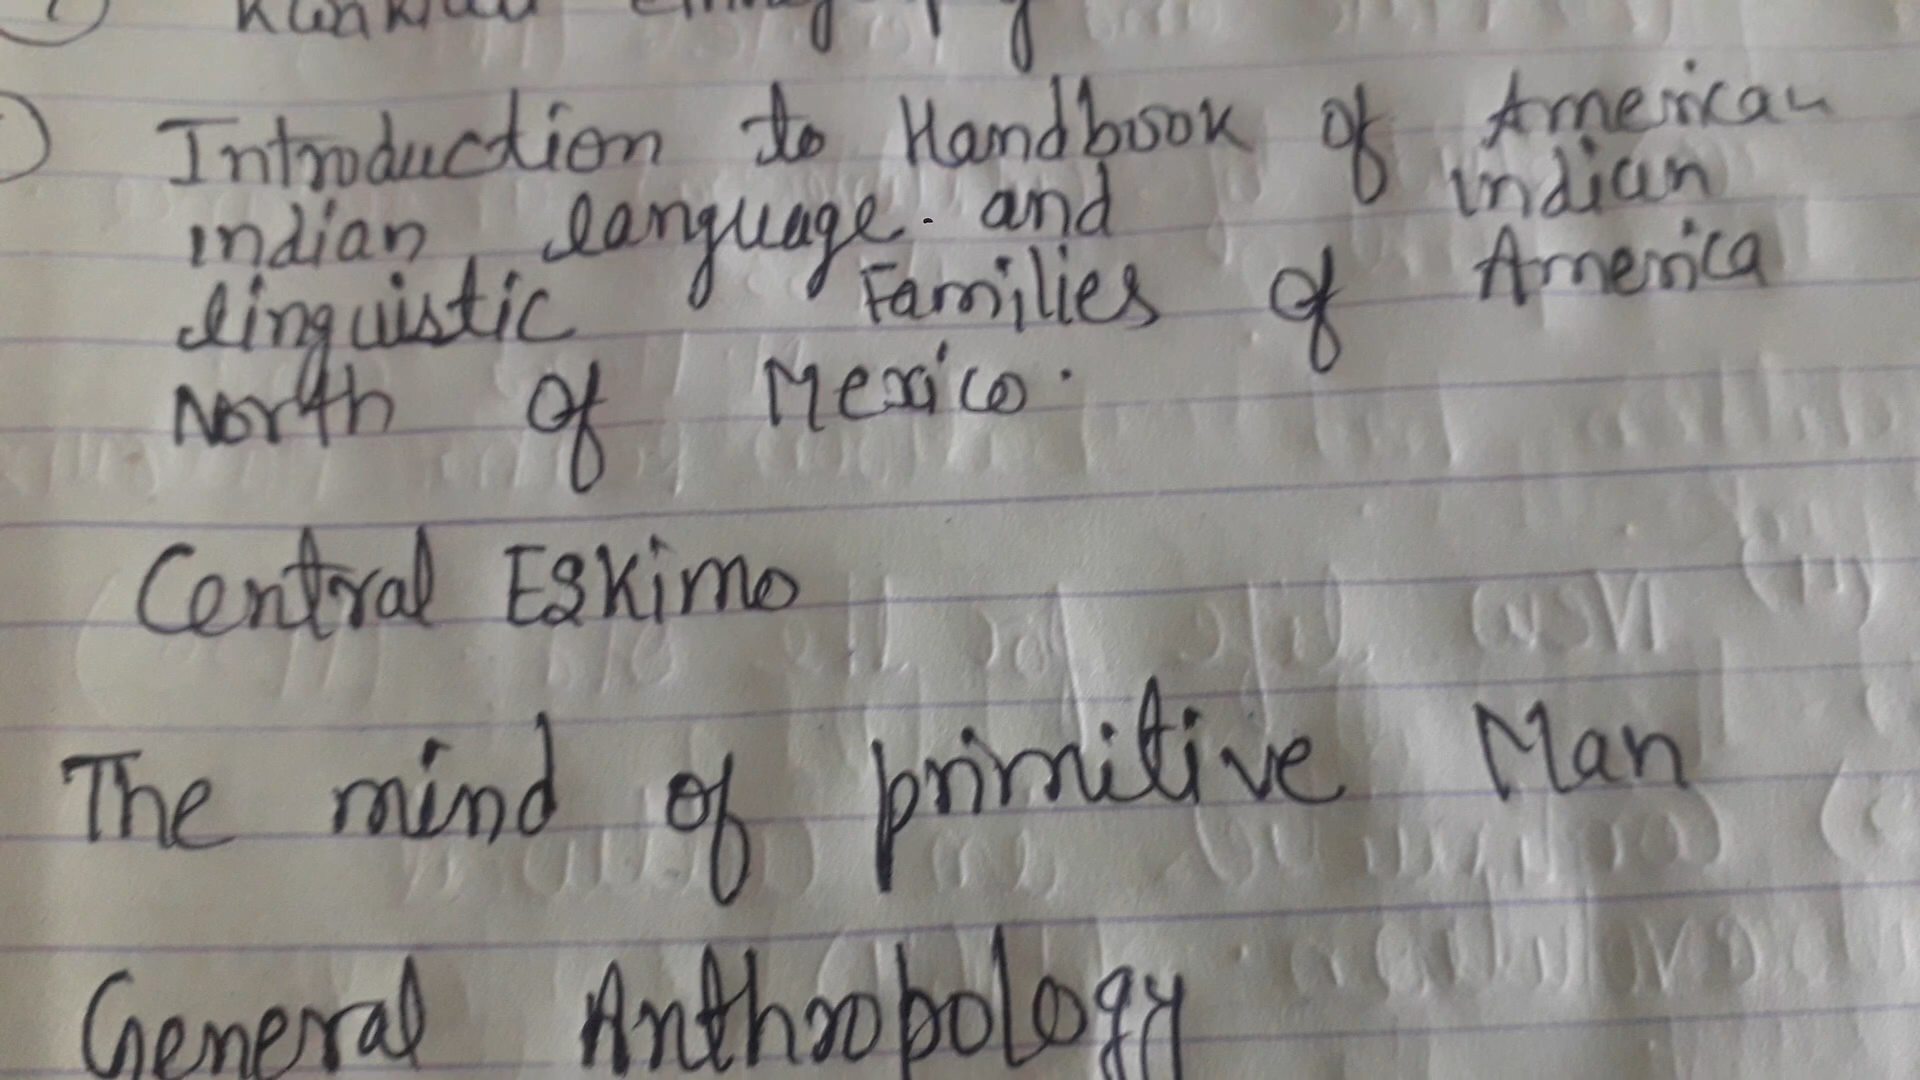 Introduction to Handbook of American
indian language. and indian
linguistic Families of America
North of Mexico.
Central Eskimo
The mind of primitive Man
General Anthropology